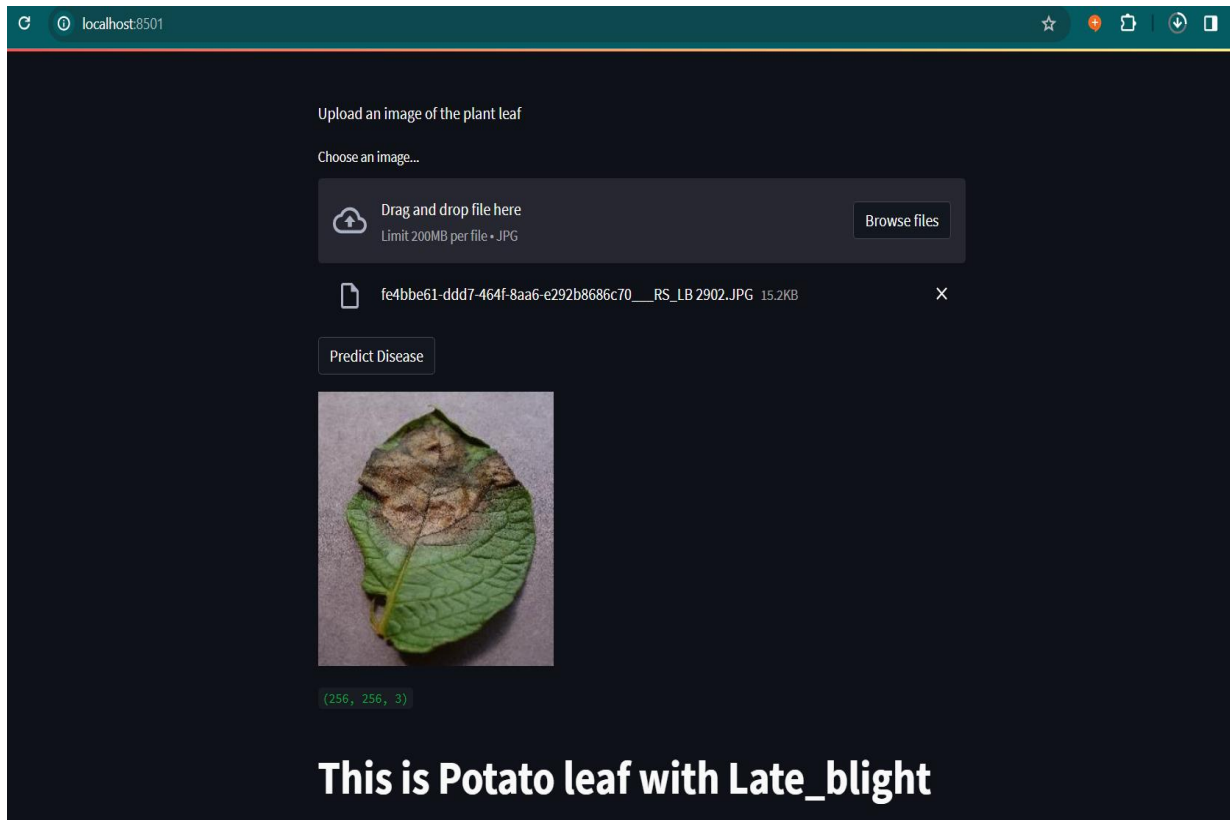 localhost:8501
Upload an image of the plant leaf
Choose an image...
Drag and drop file here
Limit 200MB per file • JPG
Browse files
fe4bbe61-ddd7-464f-8aa6-e292b8686c70___RS_LB 2902.JPG 15.2KB
Predict Disease
(256, 256, 3)
This is Potato leaf with Late_blight